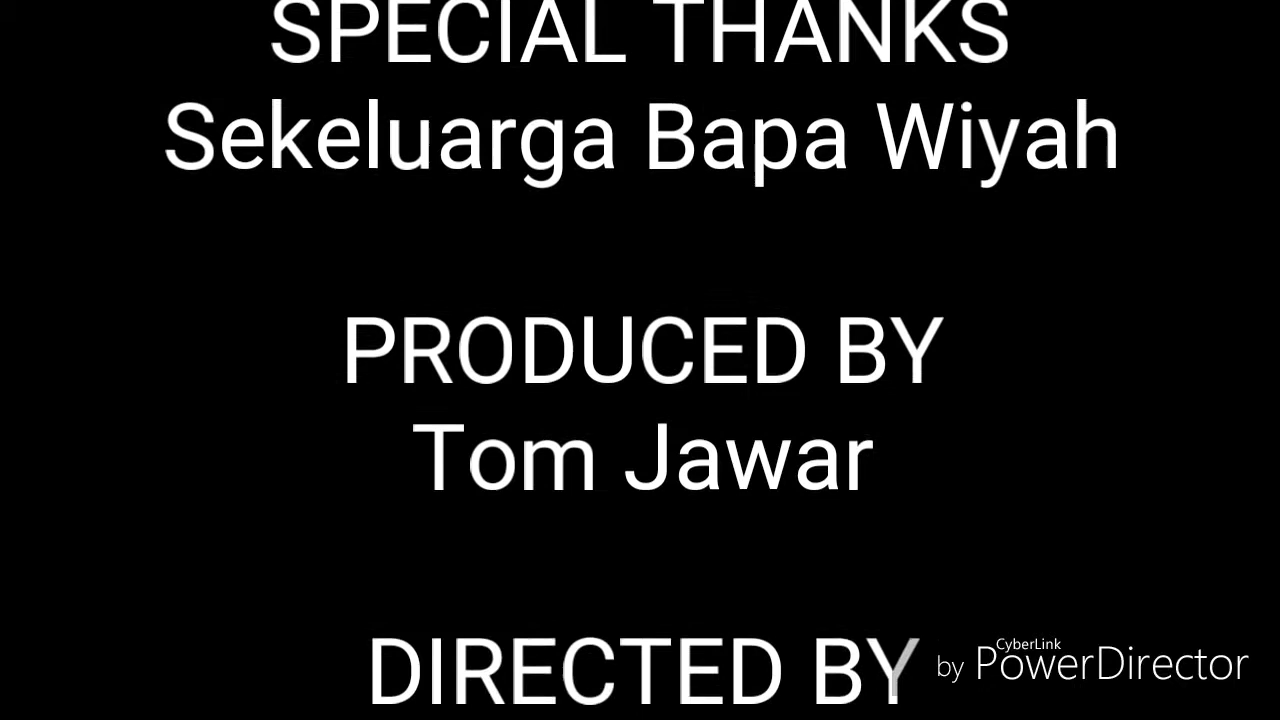 SPECIAL THANKS
Sekeluarga Bapa Wiyah
PRODUCED BY
Tom Jawar
DIRECTED BY
CyberLink
by PowerDirector